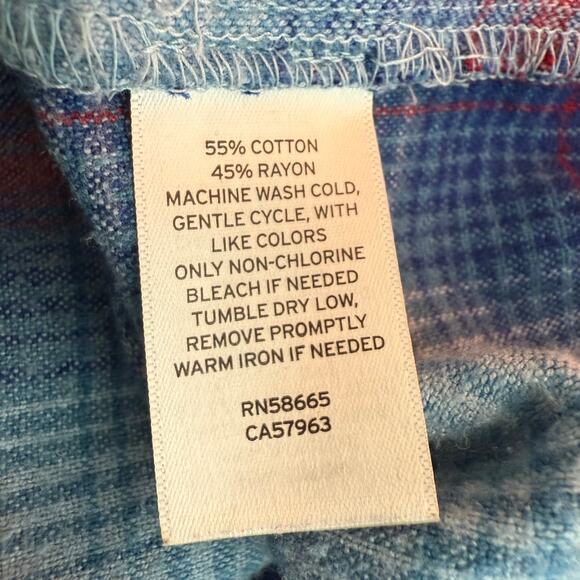 55% COTTON
45% RAYON
MACHINE WASH COLD,
GENTLE CYCLE, WITH
LIKE COLORS
ONLY NON-CHLORINE
BLEACH IF NEEDED
TUMBLE DRY LOW,
REMOVE PROMPTLY
WARM IRON IF NEEDED
RN58665
CA57963